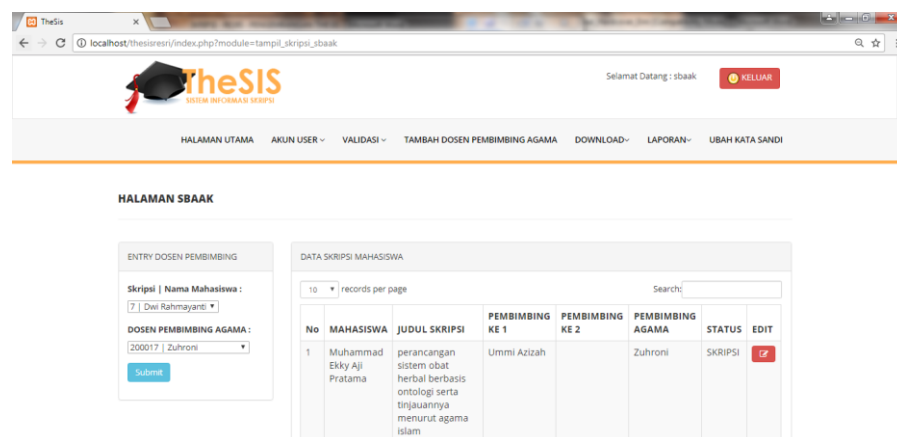 TheSis
localhost/thesisresri/index.php?module=tampil_skripsi_sbaak
TheSIS
SISTEM INFORMASI SKRIPSI
Selamat Datang : sbaak
KELUAR
HALAMAN UTAMA AKUN USER VALIDASI TAMBAH DOSEN PEMBIMBING AGAMA DOWNLOAD LAPORAN UBAH KATA SANDI
HALAMAN SBAAK
ENTRY DOSEN PEMBIMBING
Skripsi | Nama Mahasiswa :
7 | Dwi Rahmayanti
DOSEN PEMBIMBING AGAMA :
200017 | Zuhroni
Submit
DATA SKRIPSI MAHASISWA
10 records per page
Search:
No MAHASISWA JUDUL SKRIPSI PEMBIMBING KE 1 PEMBIMBING KE 2 PEMBIMBING AGAMA STATUS EDIT
1
Muhammad
Ekky Aji
Pratama
perancangan
sistem obat
herbal berbasis
ontologi serta
tinjauannya
menurut agama
islam
Ummi Azizah
Zuhroni
SKRIPSI